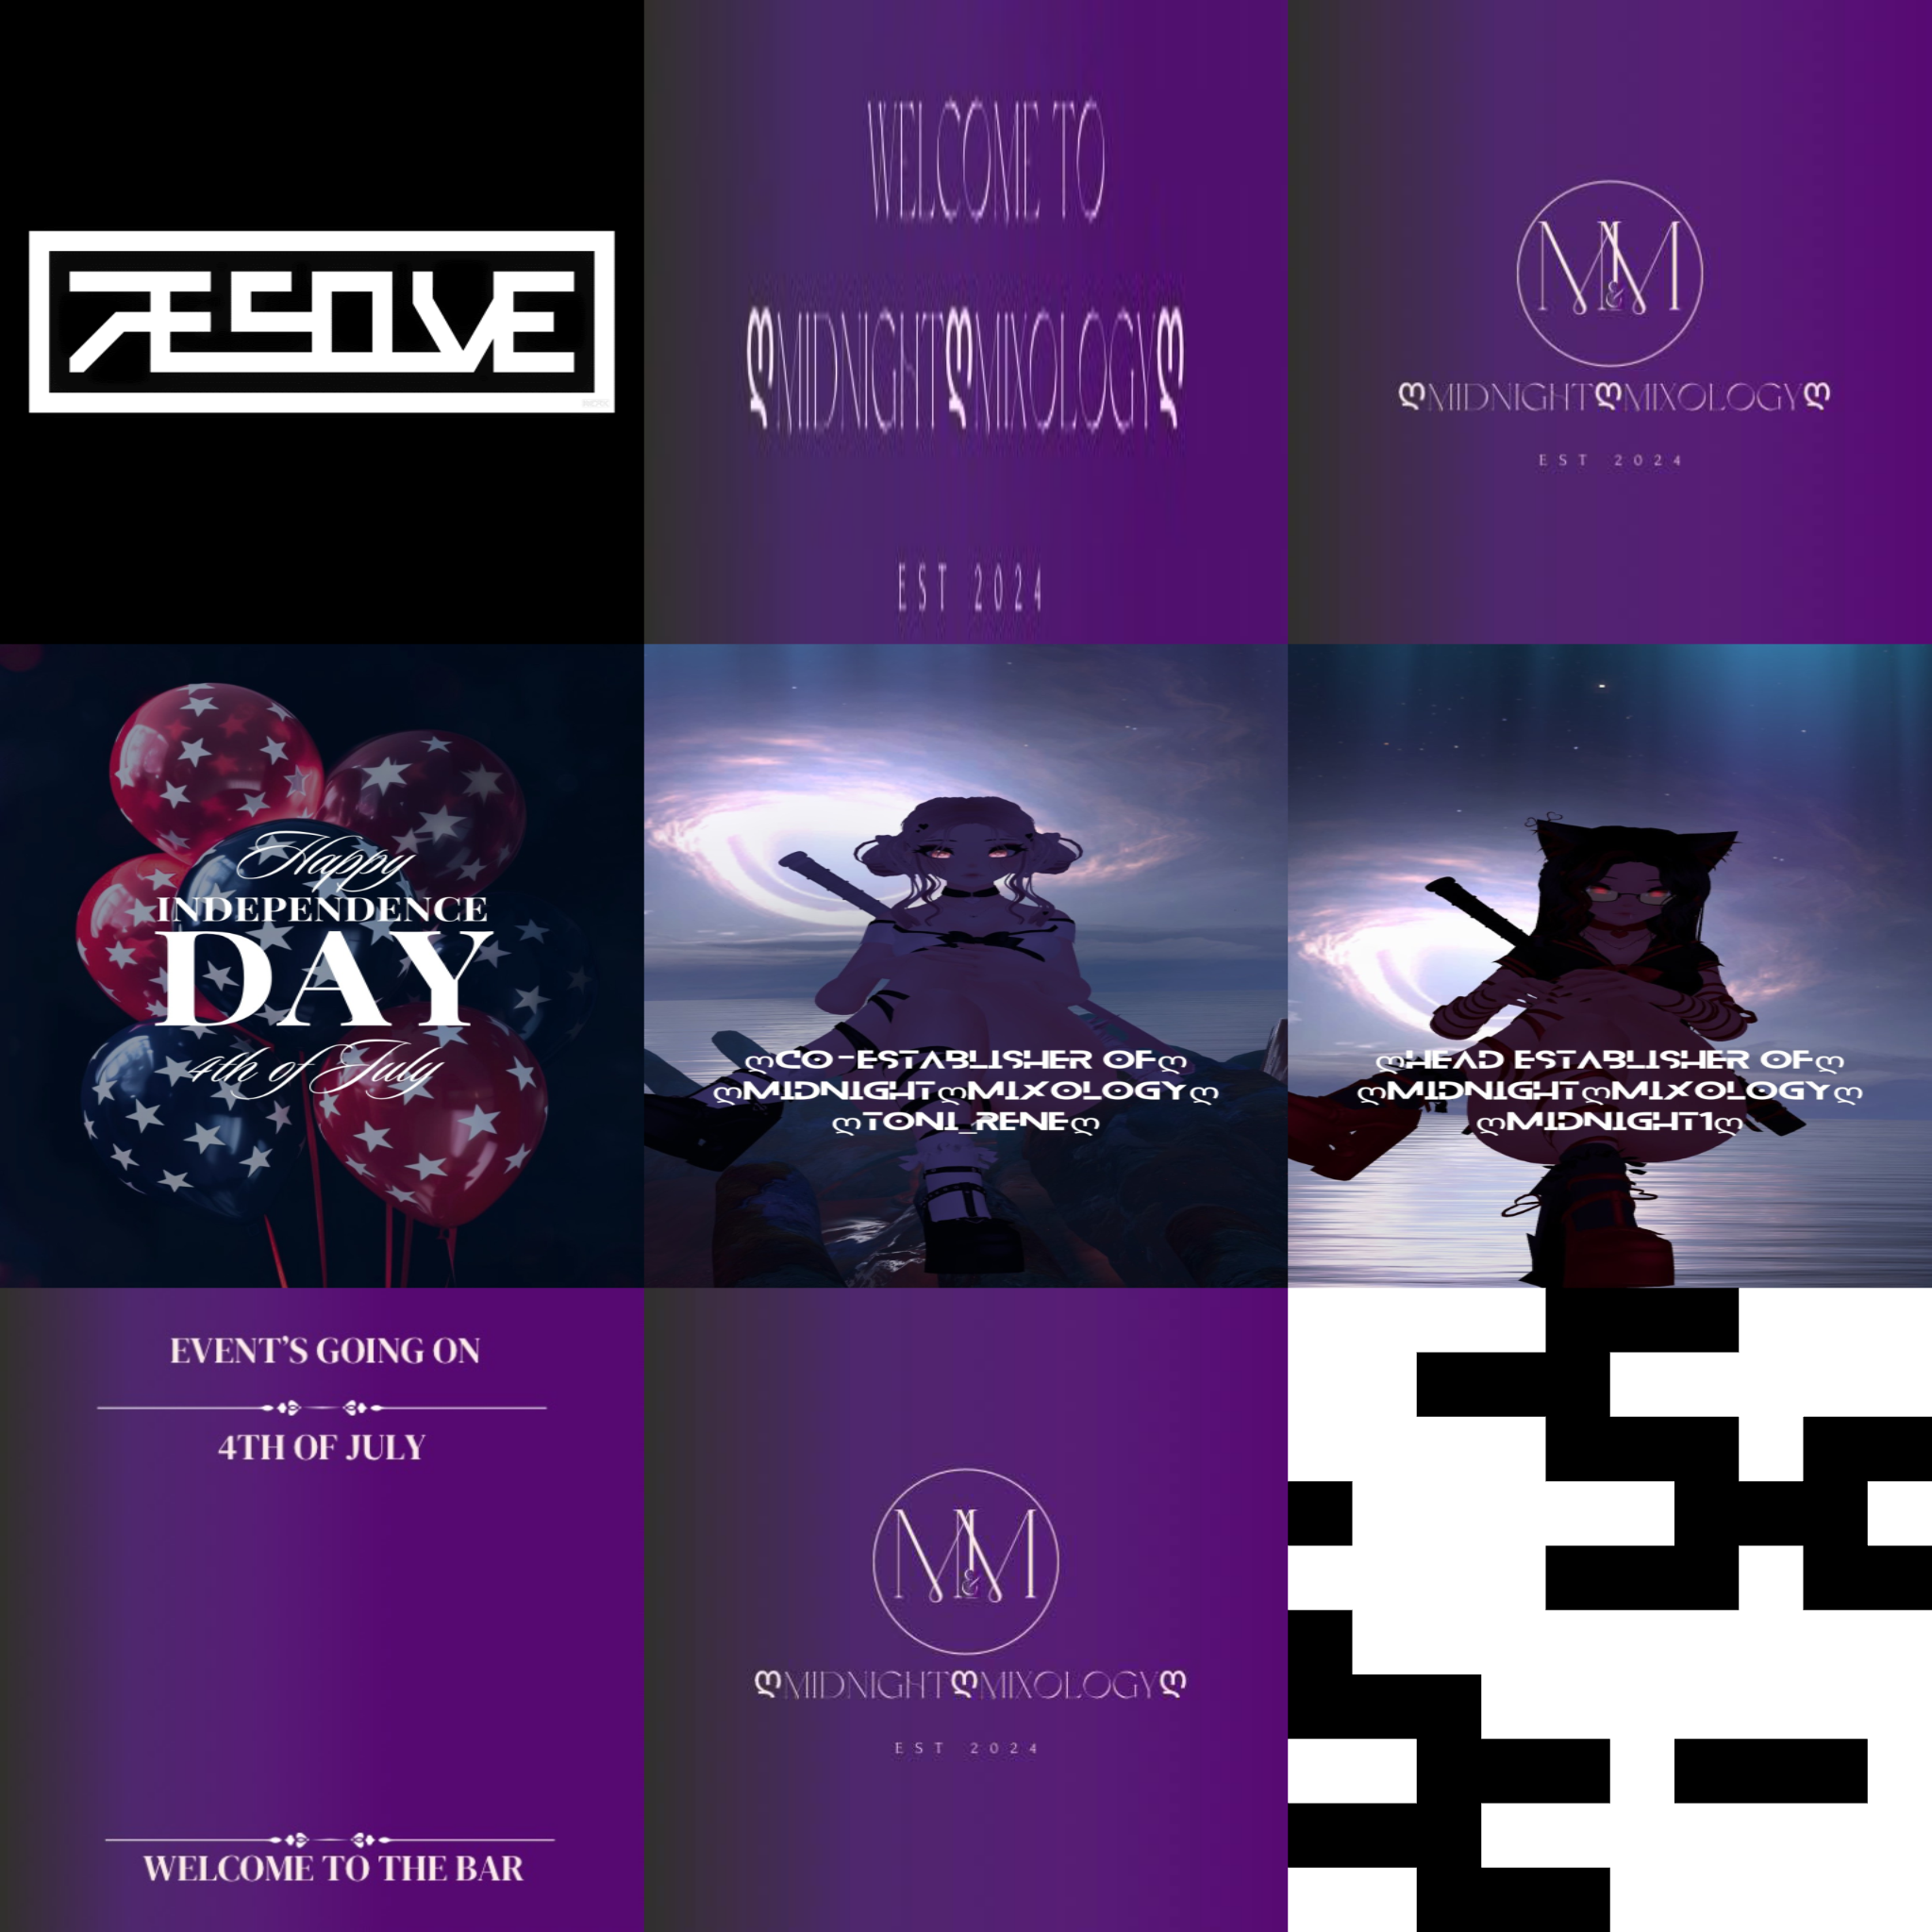 RESOLVE
WELCOME TO
ღMIDNIGHTღMIXOLOGYღ
EST 2024
M&M
ღMIDNIGHTღMIXOLOGYღ
EST 2024
Happy
INDEPENDENCE
DAY
4th of July
ღCO-ESTABLISHER OFღ
ღMIDNIGHTღMIXOLOGYღ
ღTONI_RENEღ
ღHEAD ESTABLISHER OFღ
ღMIDNIGHTღMIXOLOGYღ
ღMIDNIGHT1ღ
EVENT'S GOING ON
4TH OF JULY
WELCOME TO THE BAR
M&M
ღMIDNIGHTღMIXOLOGYღ
EST 2024